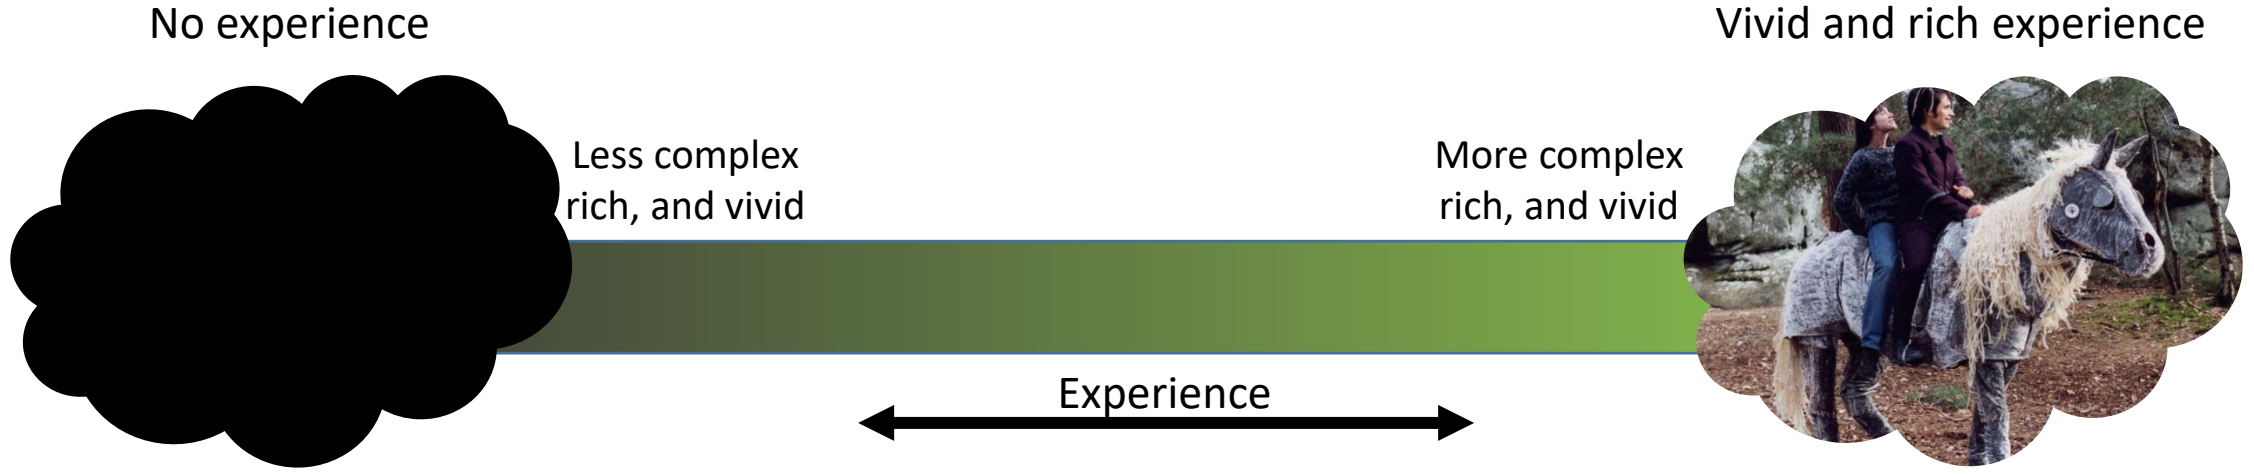 No experience
Vivid and rich experience
Less complex
rich, and vivid
More complex
rich, and vivid
Experience